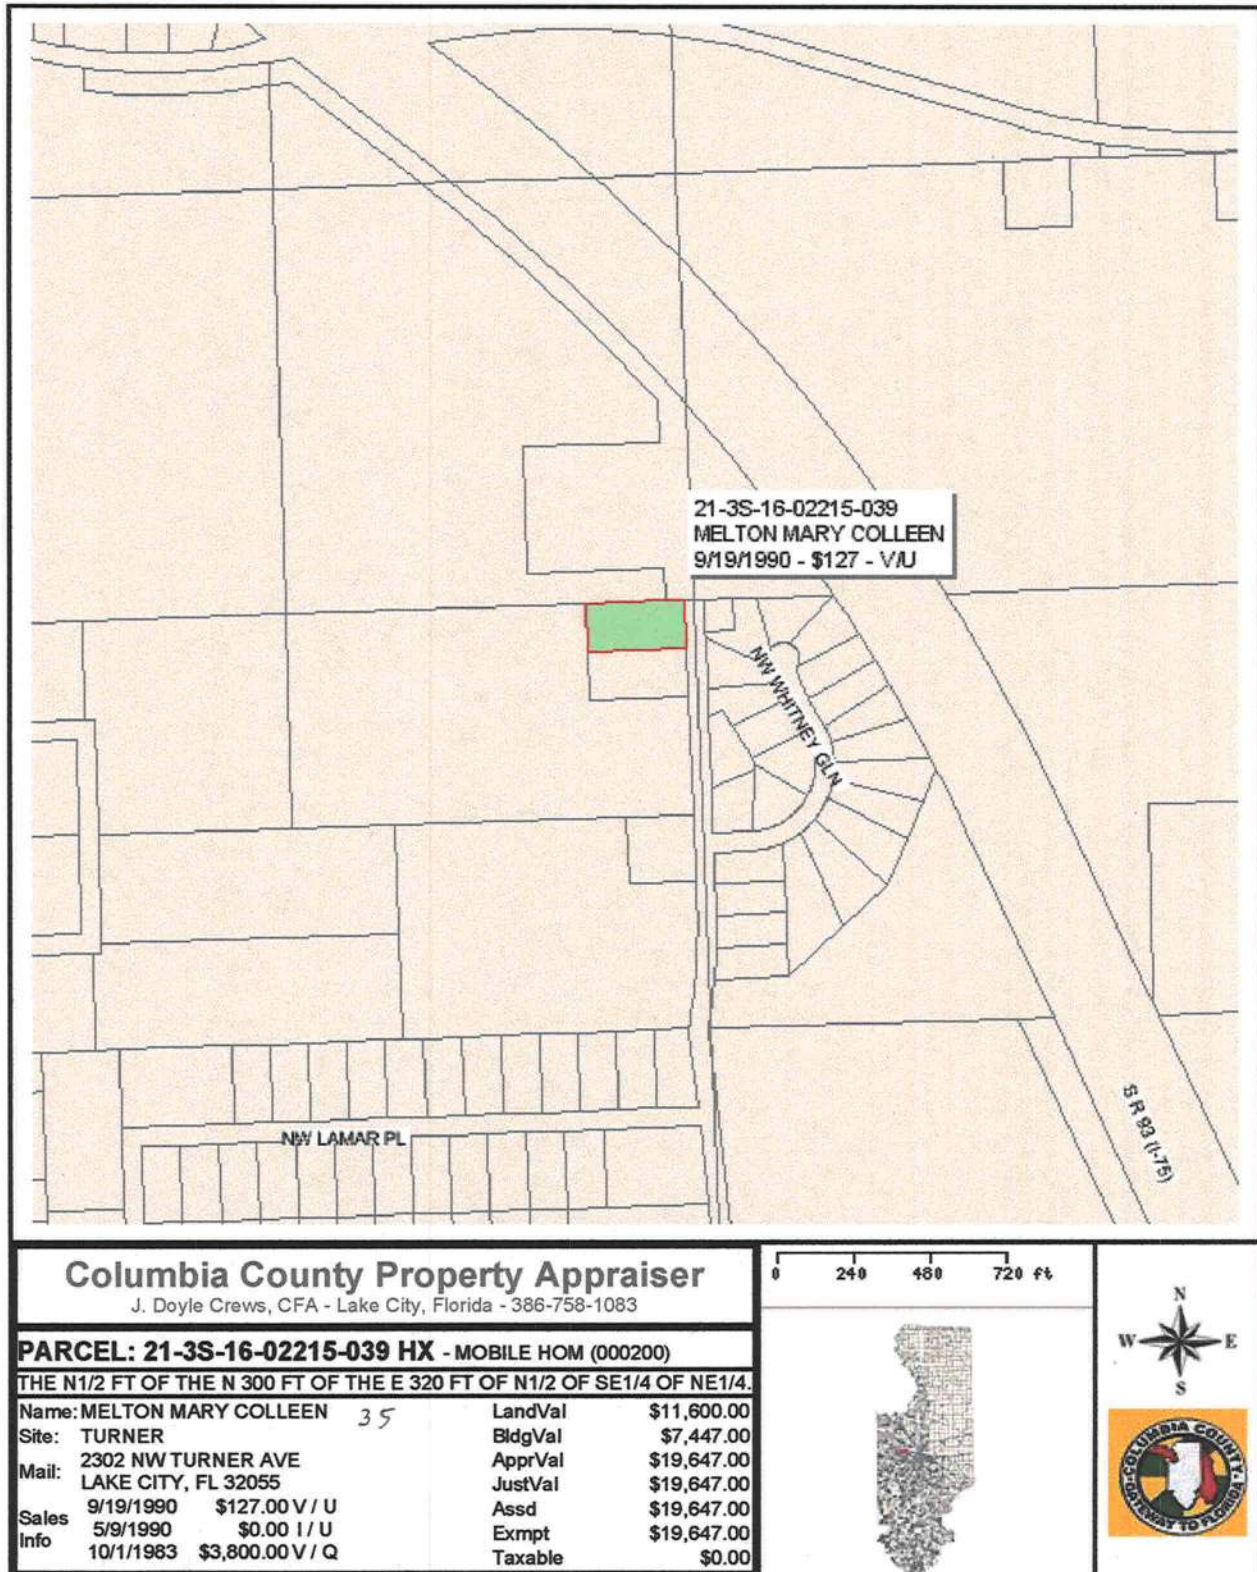 21-3S-16-02215-039
MELTON MARY COLLEEN
9/19/1990 - $127 - V/U
NW WHITNEY GLN
S R 93 (I-75)
NW LAMAR PL
Columbia County Property Appraiser
J. Doyle Crews, CFA - Lake City, Florida - 386-758-1083
PARCEL: 21-3S-16-02215-039 HX - MOBILE HOM (000200)
THE N1/2 FT OF THE N 300 FT OF THE E 320 FT OF N1/2 OF SE1/4 OF NE1/4.
Name: MELTON MARY COLLEEN 35
Site: TURNER
Mail: 2302 NW TURNER AVE
LAKE CITY, FL 32055
Sales Info
9/19/1990 $127.00 V / U
5/9/1990 $0.00 I / U
10/1/1983 $3,800.00 V / Q
LandVal $11,600.00
BldgVal $7,447.00
ApprVal $19,647.00
JustVal $19,647.00
Assd $19,647.00
Exmpt $19,647.00
Taxable $0.00
0 240 480 720 ft
N
W E
S
COLUMBIA COUNTY
GATEWAY TO FLORIDA